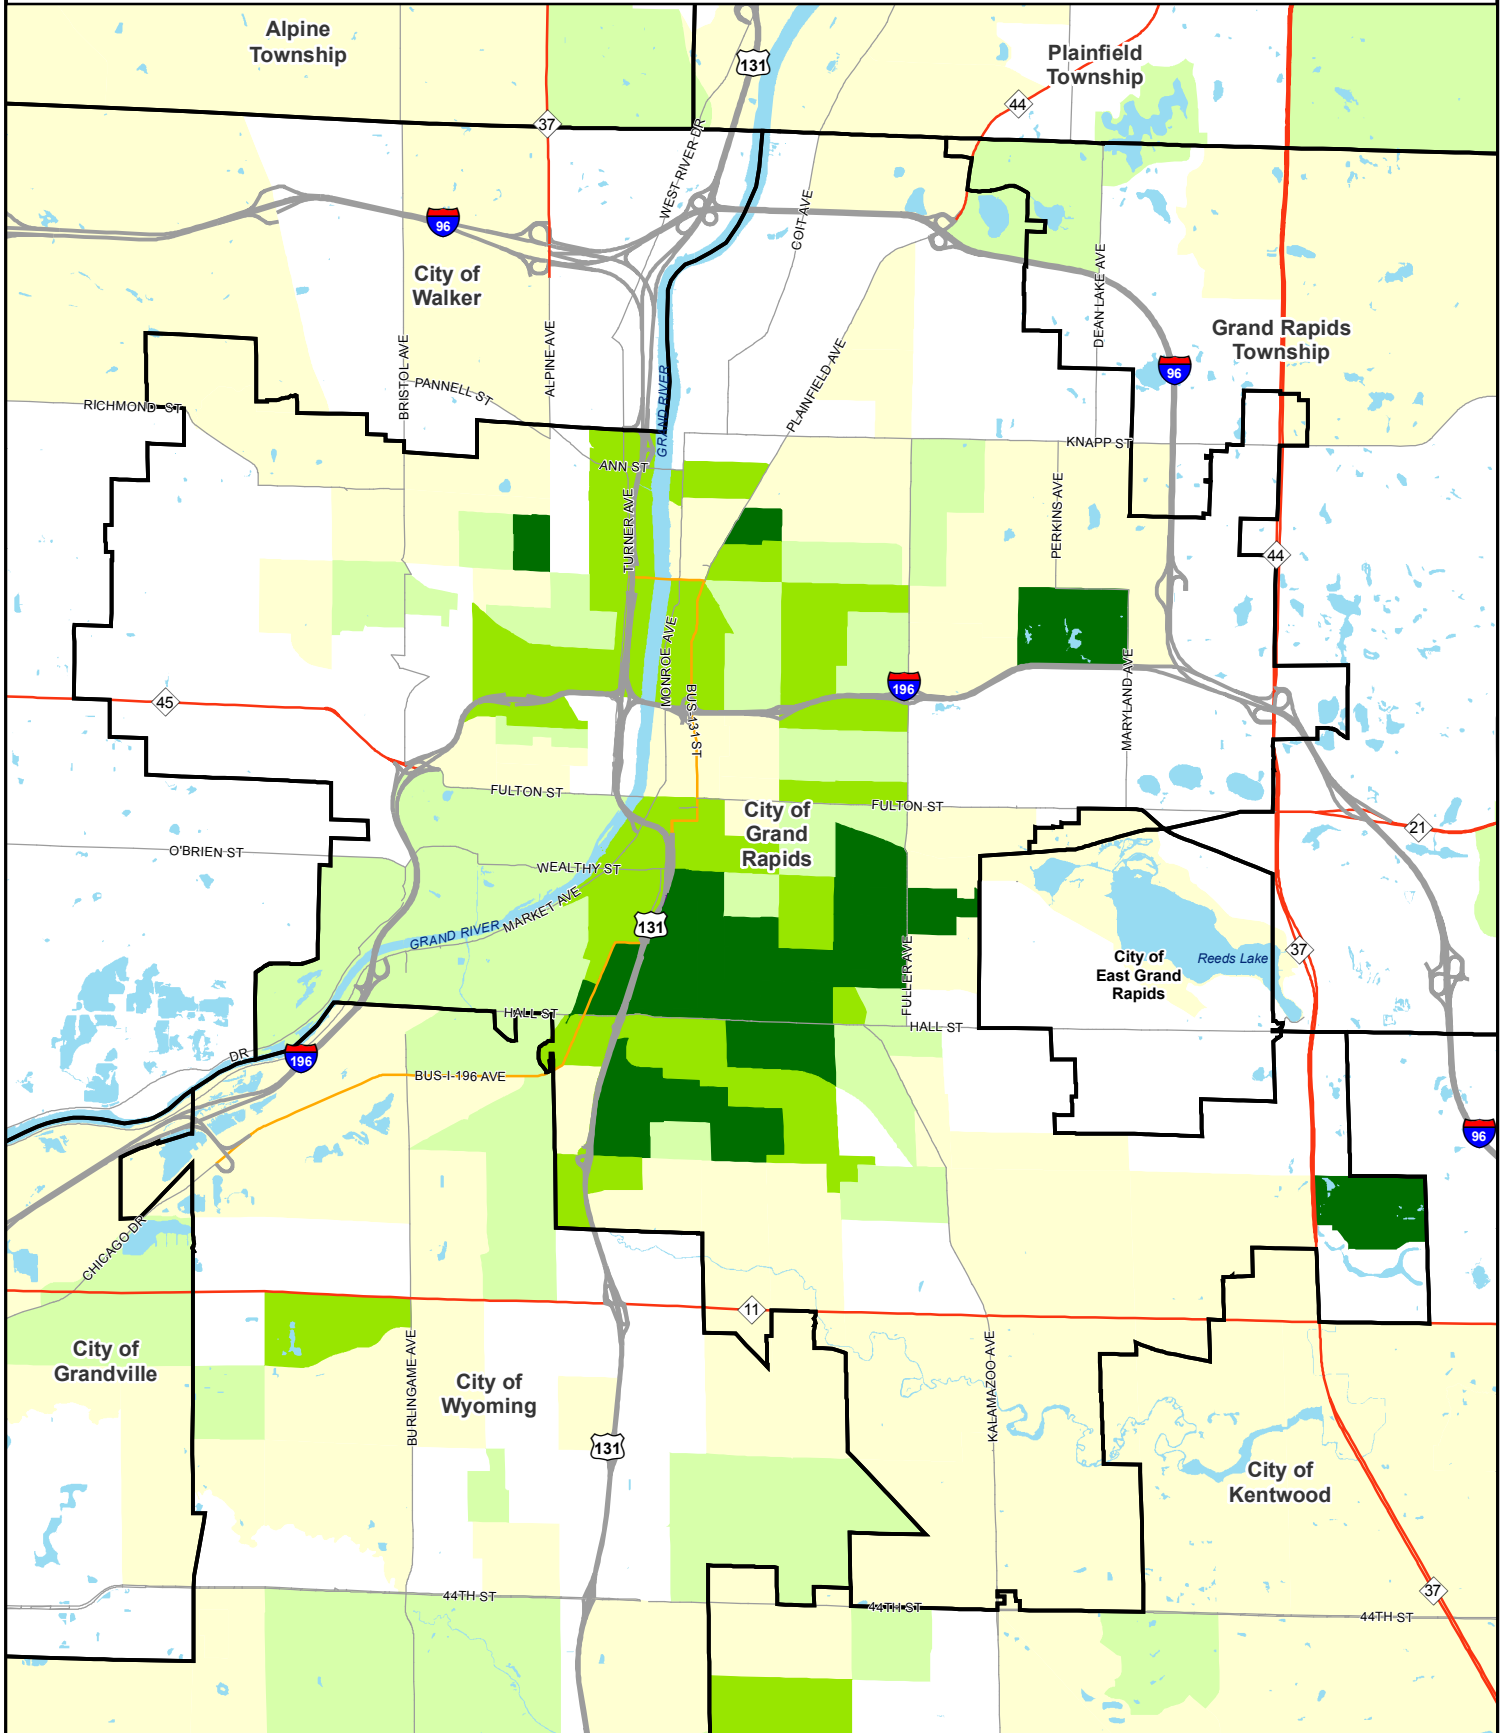 Alpine
Township
131
Plainfield
Township
44
37
WEST RIVER DR
96
COIT AVE
City of
Walker
DEAN LAKE AVE
Grand Rapids
Township
96
BRISTOL AVE
ALPINE AVE
PANNELL ST
PLAINFIELD AVE
GRAND RIVER
RICHMOND ST
KNAPP ST
ANN ST
TURNER AVE
PERKINS AVE
44
MONROE AVE
MARYLAND AVE
196
45
BUS-131 ST
FULTON ST
City of
Grand
Rapids
FULTON ST
21
O'BRIEN ST
WEALTHY ST
MARKET AVE
131
GRAND RIVER
FULLER AVE
City of
East Grand
Rapids
Reeds Lake
37
HALL ST
HALL ST
DR
196
BUS-I-196 AVE
96
CHICAGO DR
11
City of
Grandville
BURLINGAME AVE
City of
Wyoming
KALAMAZOO AVE
131
City of
Kentwood
44TH ST
44TH ST
44TH ST
37